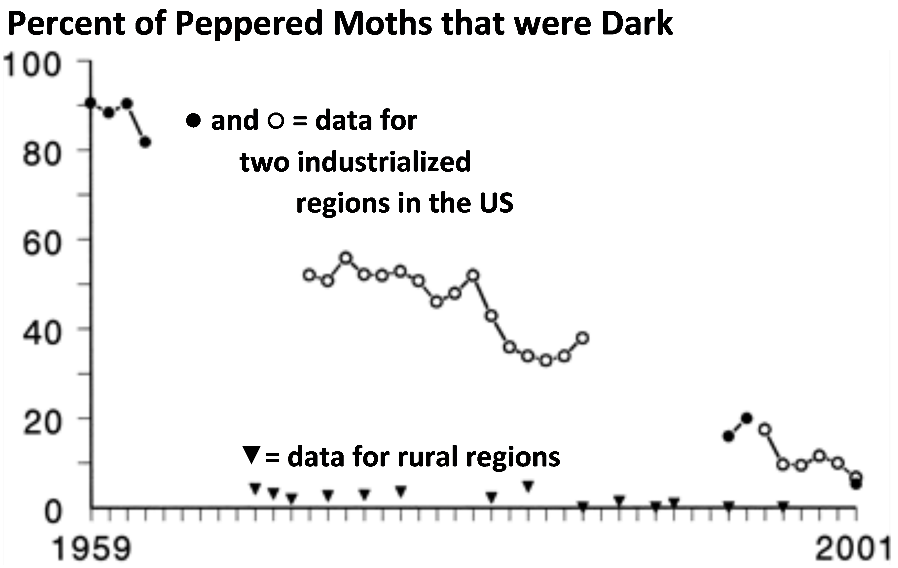 Percent of Peppered Moths that were Dark
100
● and ○ = data for
80
two industrialized
regions in the US
60
40
20
▼ = data for rural regions
0
1959
2001